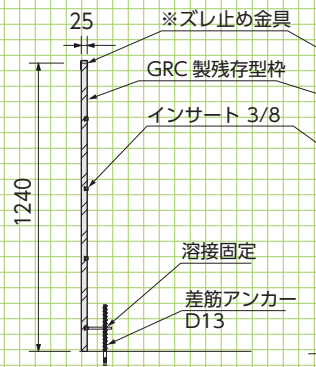 25
※ズレ止め金具
GRC 製残存型枠
インサート 3/8
1240
溶接固定
差筋アンカー
D13